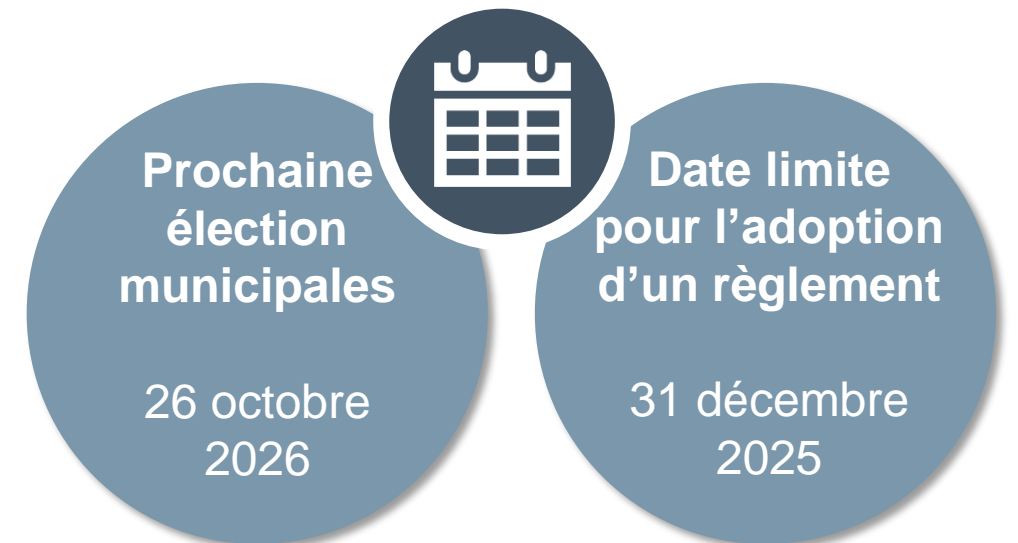 Prochaine
élection
municipales
26 octobre
2026
Date limite
pour l’adoption
d’un règlement
31 décembre
2025